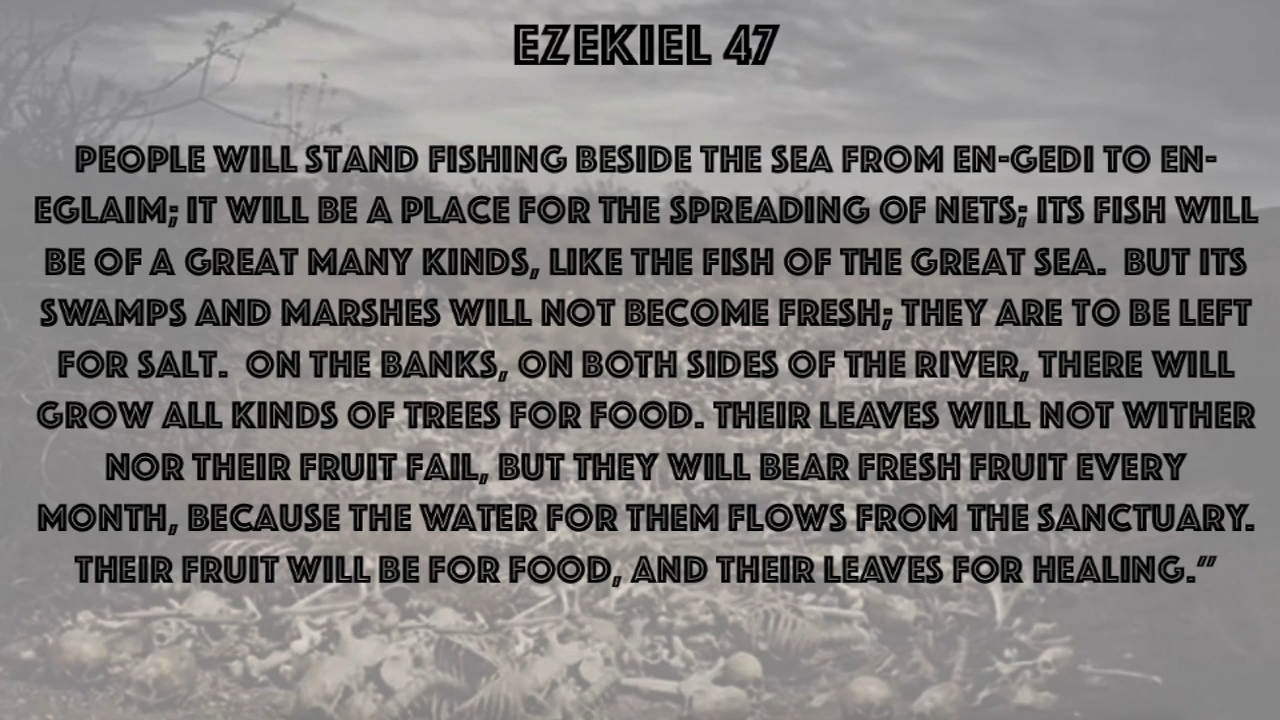 EZEKIEL 47
PEOPLE WILL STAND FISHING BESIDE THE SEA FROM EN-GEDI TO EN-
EGLAIM; IT WILL BE A PLACE FOR THE SPREADING OF NETS; ITS FISH WILL
BE OF A GREAT MANY KINDS, LIKE THE FISH OF THE GREAT SEA.  BUT ITS
SWAMPS AND MARSHES WILL NOT BECOME FRESH; THEY ARE TO BE LEFT
FOR SALT.  ON THE BANKS, ON BOTH SIDES OF THE RIVER, THERE WILL
GROW ALL KINDS OF TREES FOR FOOD. THEIR LEAVES WILL NOT WITHER
NOR THEIR FRUIT FAIL, BUT THEY WILL BEAR FRESH FRUIT EVERY
MONTH, BECAUSE THE WATER FOR THEM FLOWS FROM THE SANCTUARY.
THEIR FRUIT WILL BE FOR FOOD, AND THEIR LEAVES FOR HEALING.”